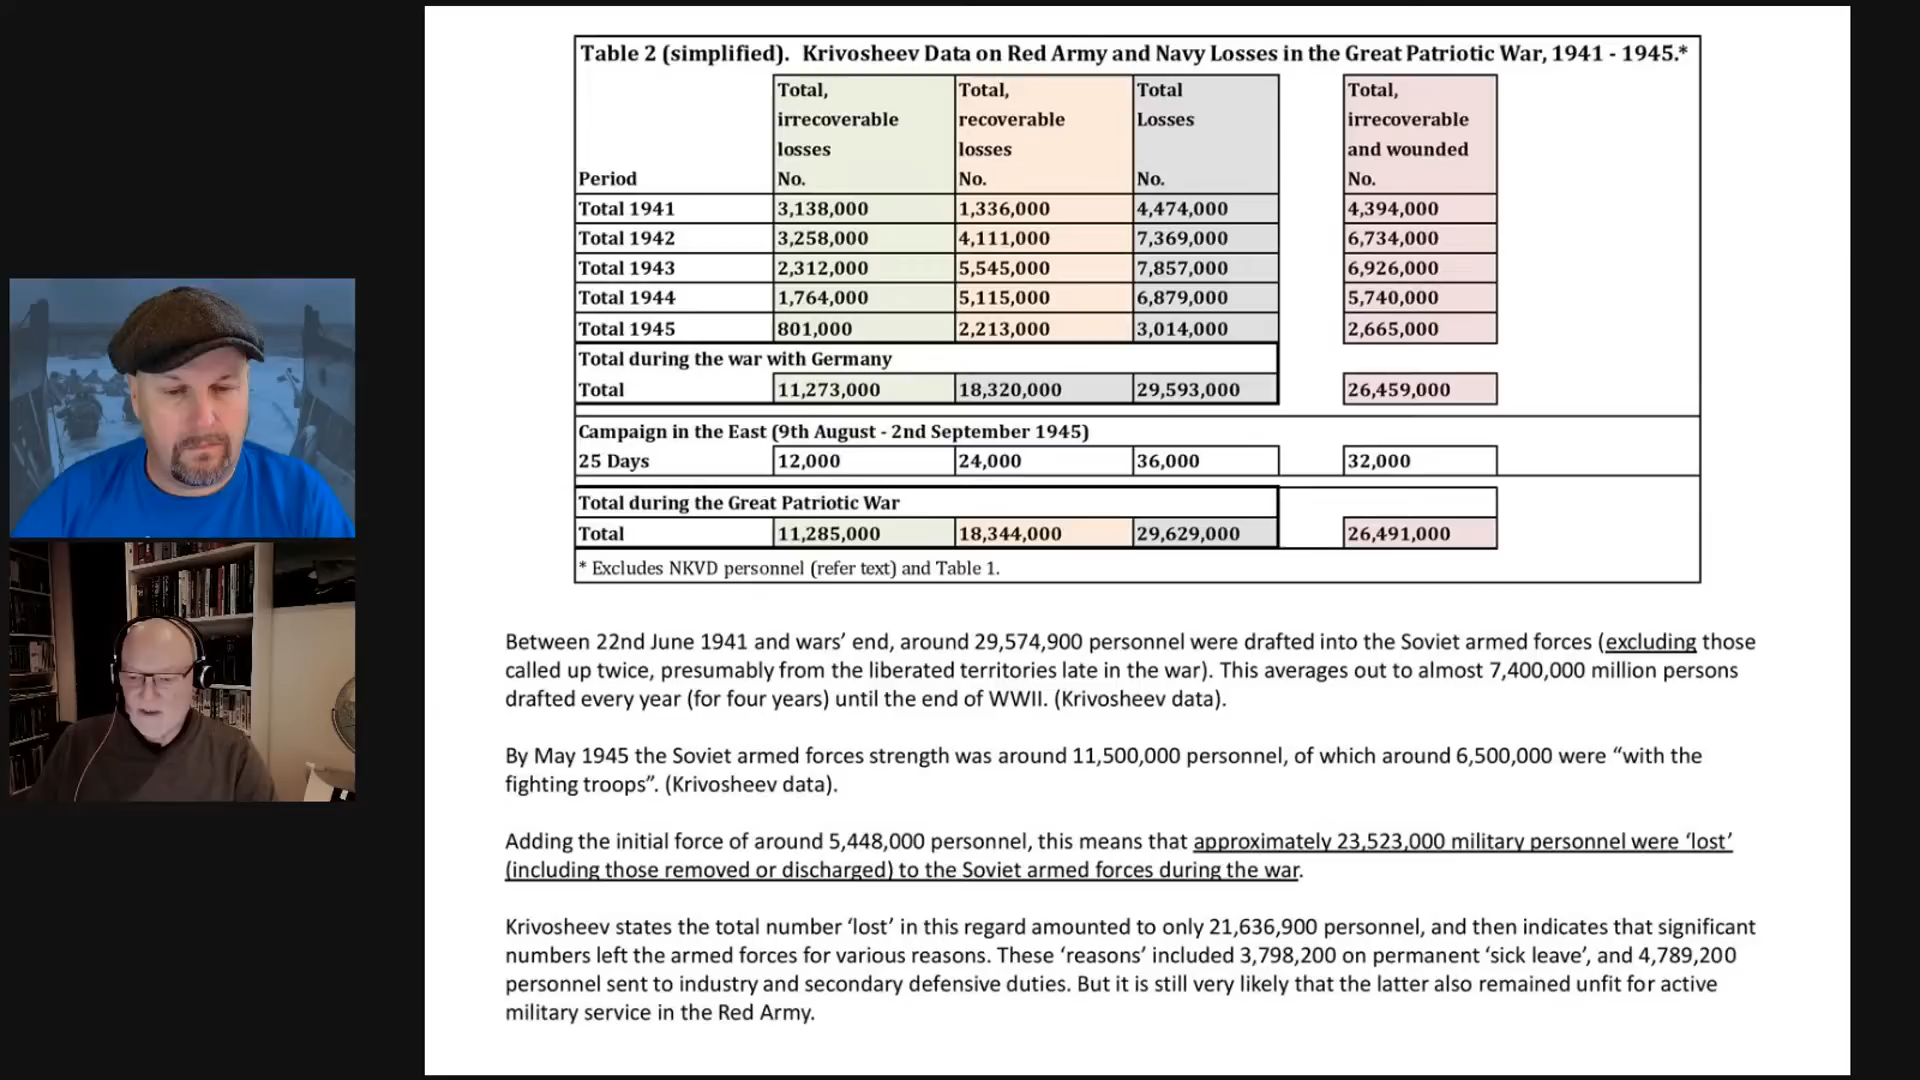 Table 2 (simplified). Krivosheev Data on Red Army and Navy Losses in the Great Patriotic War, 1941 - 1945.*
Period Total, irrecoverable losses No. Total, recoverable losses No. Total Losses No. Total, irrecoverable and wounded No.
Total 1941 3,138,000 1,336,000 4,474,000 4,394,000
Total 1942 3,258,000 4,111,000 7,369,000 6,734,000
Total 1943 2,312,000 5,545,000 7,857,000 6,926,000
Total 1944 1,764,000 5,115,000 6,879,000 5,740,000
Total 1945 801,000 2,213,000 3,014,000 2,665,000
Total during the war with Germany
Total 11,273,000 18,320,000 29,593,000 26,459,000
Campaign in the East (9th August - 2nd September 1945)
25 Days 12,000 24,000 36,000 32,000
Total during the Great Patriotic War
Total 11,285,000 18,344,000 29,629,000 26,491,000
* Excludes NKVD personnel (refer text) and Table 1.
Between 22nd June 1941 and wars’ end, around 29,574,900 personnel were drafted into the Soviet armed forces (excluding those
called up twice, presumably from the liberated territories late in the war). This averages out to almost 7,400,000 million persons
drafted every year (for four years) until the end of WWII. (Krivosheev data).
By May 1945 the Soviet armed forces strength was around 11,500,000 personnel, of which around 6,500,000 were “with the
fighting troops”. (Krivosheev data).
Adding the initial force of around 5,448,000 personnel, this means that approximately 23,523,000 military personnel were ‘lost’
(including those removed or discharged) to the Soviet armed forces during the war.
Krivosheev states the total number ‘lost’ in this regard amounted to only 21,636,900 personnel, and then indicates that significant
numbers left the armed forces for various reasons. These ‘reasons’ included 3,798,200 on permanent ‘sick leave’, and 4,789,200
personnel sent to industry and secondary defensive duties. But it is still very likely that the latter also remained unfit for active
military service in the Red Army.